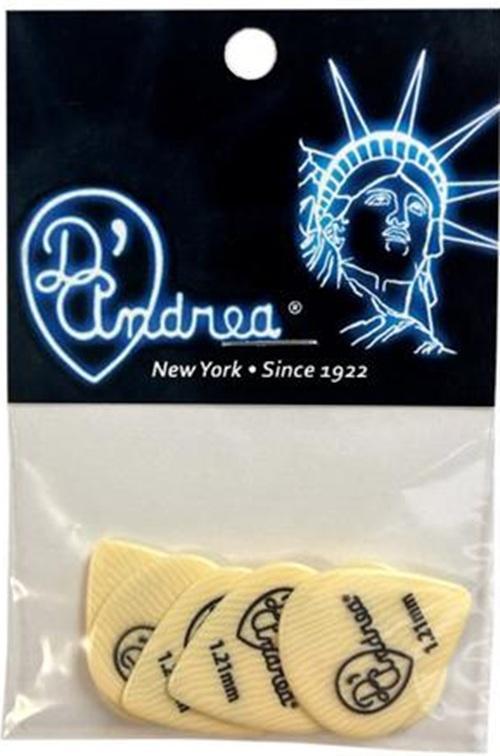 D'Andrea®
New York • Since 1922
1.21mm
D'Andrea®
1.21mm
D'Andrea®